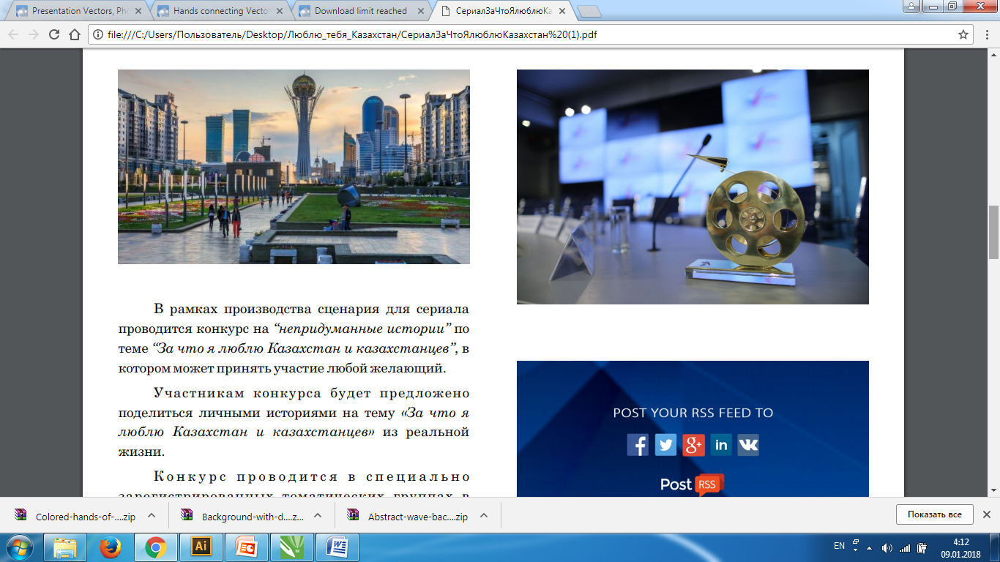 Presentation Vectors, Ph
Hands connecting Vecto
Download limit reached
СериалЗаЧтоЯлюблюКа
file:///C:/Users/Пользователь/Desktop/Люблю_тебя_Казахстан/СериалЗаЧтоЯлюблюКазахстан%20(1).pdf
В рамках производства сценария для сериала
проводится конкурс на “непридуманные истории” по
теме “За что я люблю Казахстан и казахстанцев”, в
котором может принять участие любой желающий.
Участникам конкурса будет предложено
поделиться личными историями на тему «За что я
люблю Казахстан и казахстанцев» из реальной
жизни.
Конкурс проводится в специально
зарегистрированных тематических группах в
POST YOUR RSS FEED TO
f
g+
in
Post RSS
Colored-hands-of-....zip
Background-with-d....z...
Abstract-wave-bac....zip
Показать все
Ai
EN
4:12
09.01.2018